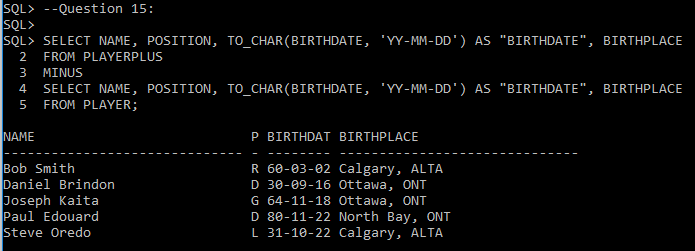 SQL> --Question 15:
SQL>
SQL> SELECT NAME, POSITION, TO_CHAR(BIRTHDATE, 'YY-MM-DD') AS "BIRTHDATE", BIRTHPLACE
  2  FROM PLAYERPLUS
  3  MINUS
  4  SELECT NAME, POSITION, TO_CHAR(BIRTHDATE, 'YY-MM-DD') AS "BIRTHDATE", BIRTHPLACE
  5  FROM PLAYER;
NAME                           P BIRTHDAT BIRTHPLACE
------------------------------ - -------- ------------------------------
Bob Smith                      R 60-03-02 Calgary, ALTA
Daniel Brindon                 D 30-09-16 Ottawa, ONT
Joseph Kaita                   G 64-11-18 Ottawa, ONT
Paul Edouard                   D 80-11-22 North Bay, ONT
Steve Oredo                    L 31-10-22 Calgary, ALTA